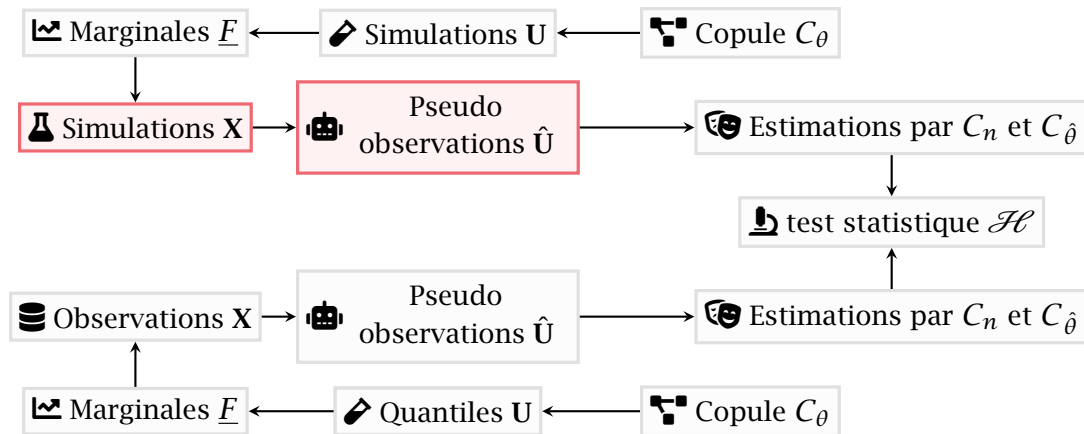 Marginales F
Simulations U
Copule C_θ
Simulations X
Pseudo
observations Û
Estimations par C_n et C_θ̂
test statistique ℋ
Observations X
Pseudo
observations Û
Estimations par C_n et C_θ̂
Marginales F
Quantiles U
Copule C_θ